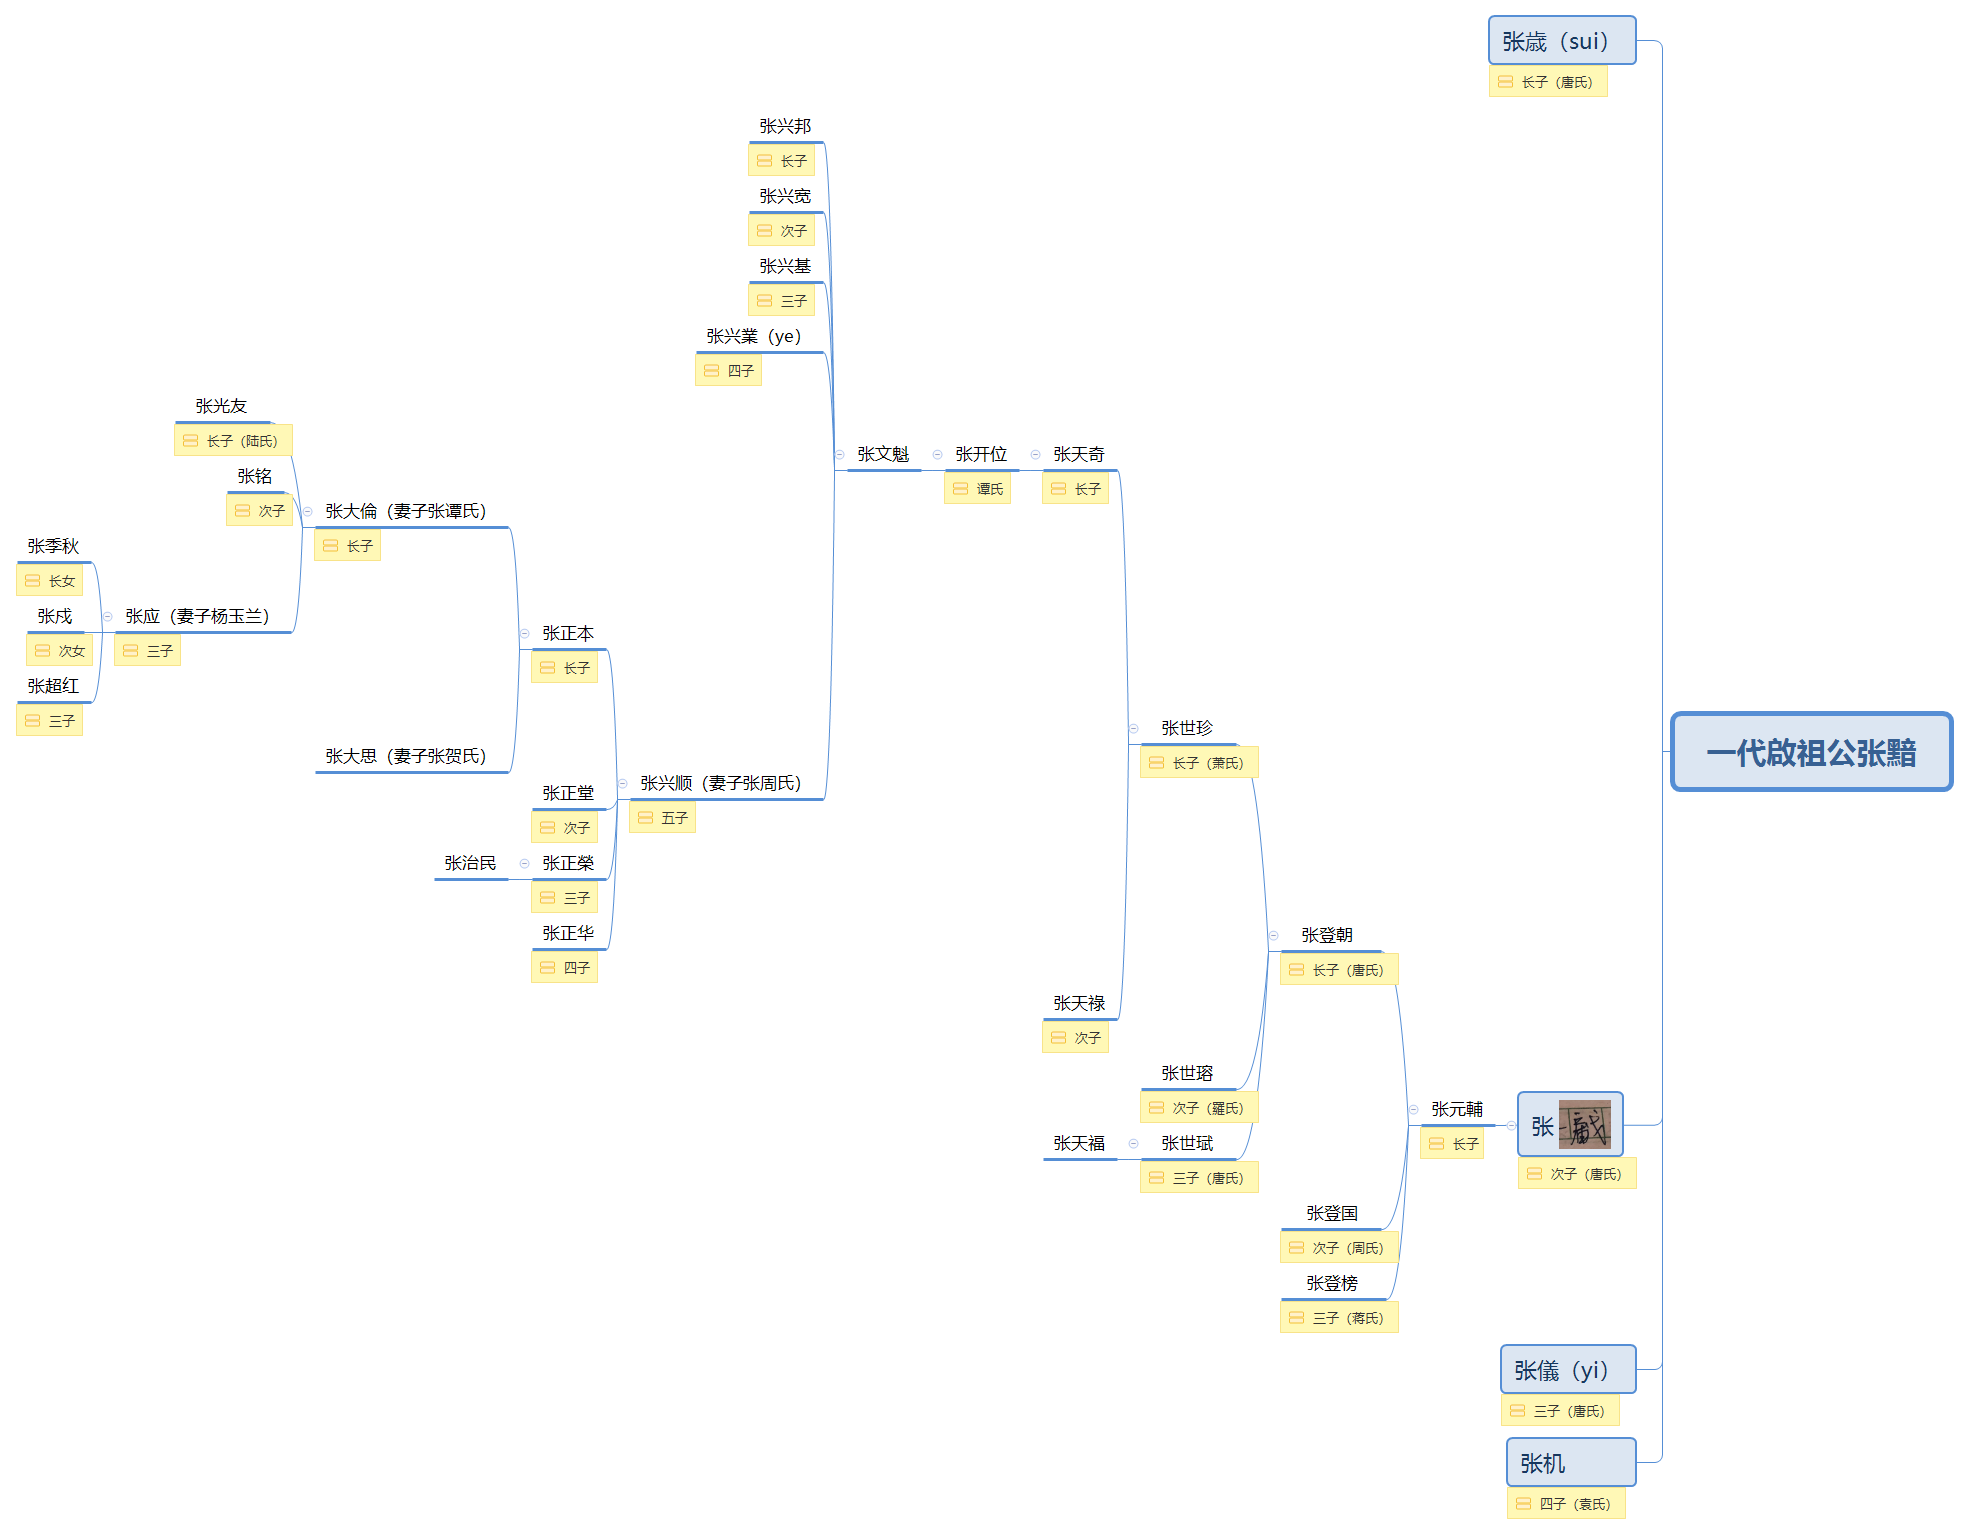 一代啟祖公张黯
张歳（sui）
长子（唐氏）
张
次子（唐氏）
张元輔
长子
张登朝
长子（唐氏）
张世珍
长子（萧氏）
张天奇
长子
张开位
谭氏
张文魁
张兴邦
长子
张兴宽
次子
张兴基
三子
张兴業（ye）
四子
张兴顺（妻子张周氏）
五子
张正本
长子
张大倫（妻子张谭氏）
长子
张光友
长子（陆氏）
张铭
次子
张应（妻子杨玉兰）
三子
张季秋
长女
张戍
次女
张超红
三子
张大思（妻子张贺氏）
张正堂
次子
张正榮
三子
张治民
张正华
四子
张天禄
次子
张世瑢
次子（羅氏）
张世珷
三子（唐氏）
张天福
张登国
次子（周氏）
张登榜
三子（蒋氏）
张儀（yi）
三子（唐氏）
张机
四子（袁氏）